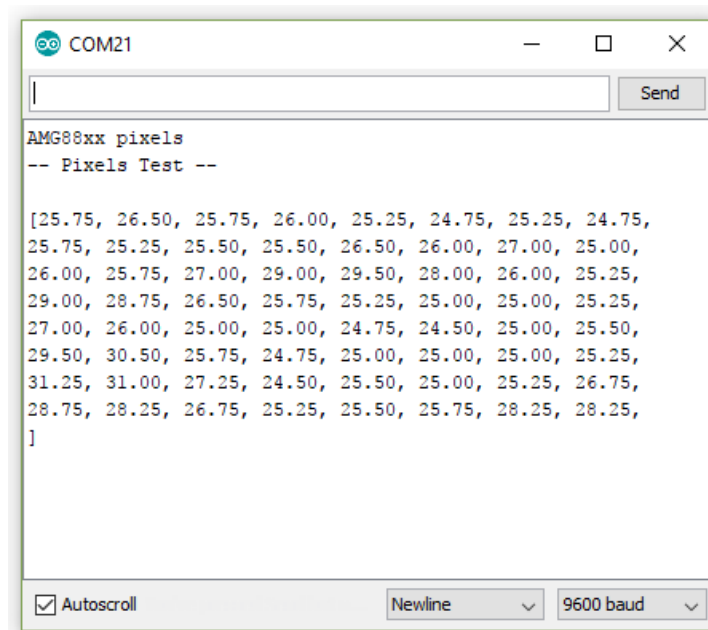 COM21
Send
AMG88xx pixels
-- Pixels Test --
[25.75, 26.50, 25.75, 26.00, 25.25, 24.75, 25.25, 24.75,
25.75, 25.25, 25.50, 25.50, 26.50, 26.00, 27.00, 25.00,
26.00, 25.75, 27.00, 29.00, 29.50, 28.00, 26.00, 25.25,
29.00, 28.75, 26.50, 25.75, 25.25, 25.00, 25.00, 25.25,
27.00, 26.00, 25.00, 25.00, 24.75, 24.50, 25.00, 25.50,
29.50, 30.50, 25.75, 24.75, 25.00, 25.00, 25.00, 25.25,
31.25, 31.00, 27.25, 24.50, 25.50, 25.00, 25.25, 26.75,
28.75, 28.25, 26.75, 25.25, 25.50, 25.75, 28.25, 28.25,
]
Autoscroll Newline 9600 baud